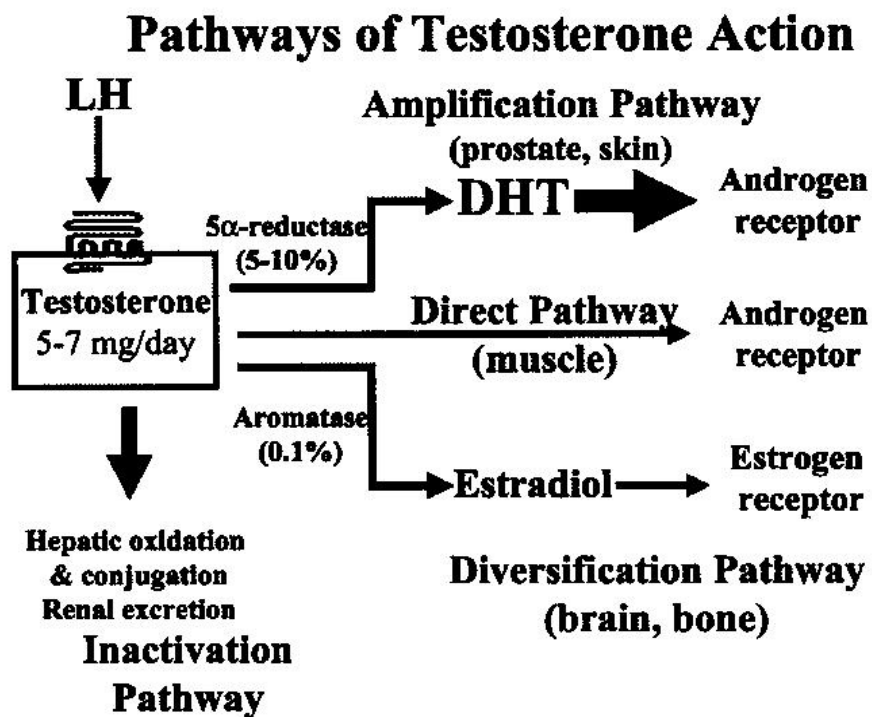 Pathways of Testosterone Action
LH
Amplification Pathway
(prostate, skin)
5α-reductase
(5-10%)
DHT
Androgen
receptor
Testosterone
5-7 mg/day
Direct Pathway
(muscle)
Androgen
receptor
Aromatase
(0.1%)
Estradiol
Estrogen
receptor
Hepatic oxidation
& conjugation
Renal excretion
Inactivation
Pathway
Diversification Pathway
(brain, bone)